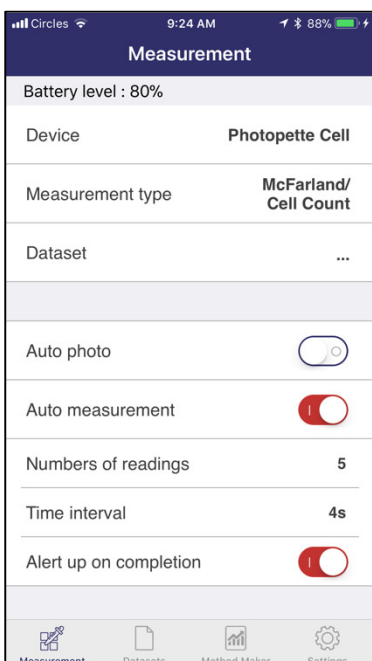 Circles 9:24 AM 88%
Measurement
Battery level : 80%
Device Photopette Cell
Measurement type McFarland/
Cell Count
Dataset ...
Auto photo
Auto measurement
Numbers of readings 5
Time interval 4s
Alert up on completion
Measurement Datasets Method Maker Settings